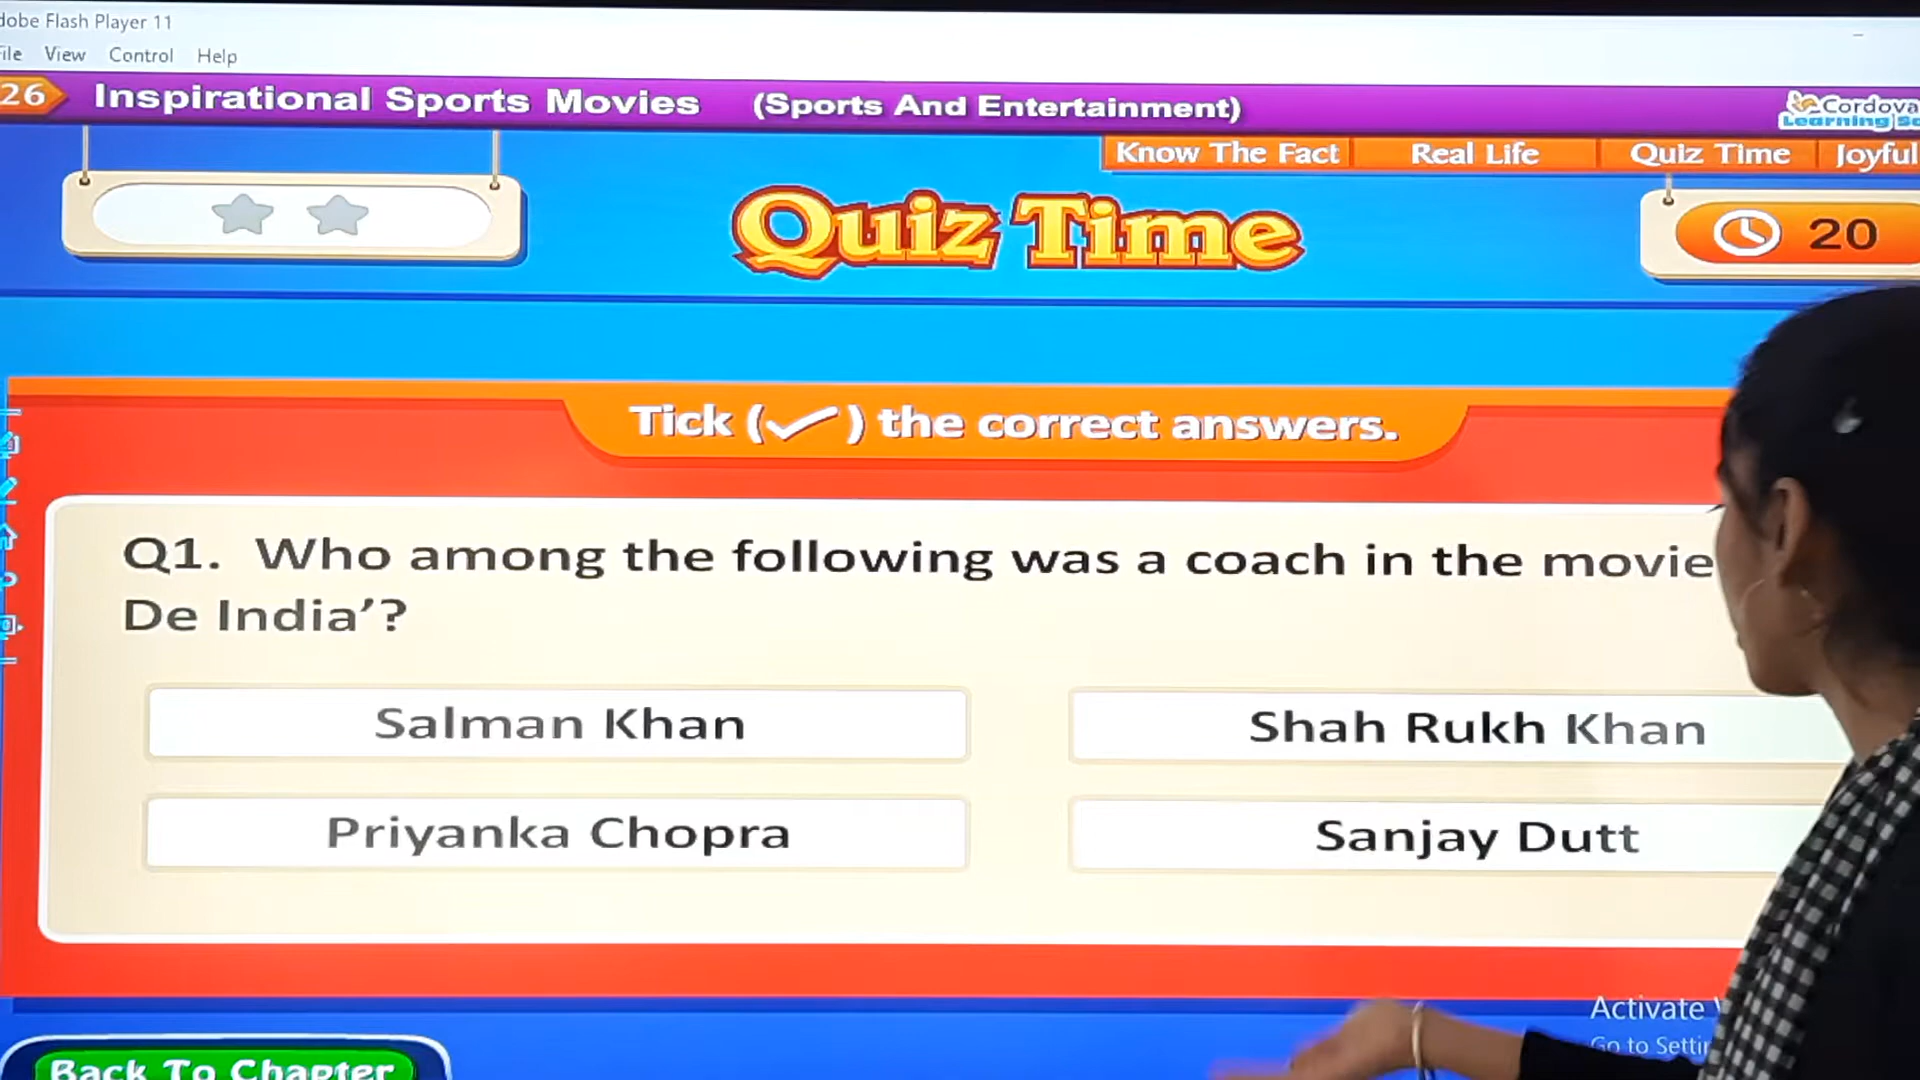 Flash Player 11
View Control Help
26 Inspirational Sports Movies (Sports And Entertainment)
Cordova
Learning
Know The Fact Real Life Quiz Time Joyful
Quiz Time
20
Tick (✓) the correct answers.
Q1. Who among the following was a coach in the movie
De India’?
Salman Khan
Shah Rukh Khan
Priyanka Chopra
Sanjay Dutt
Activate
Go to
Back To Chapter